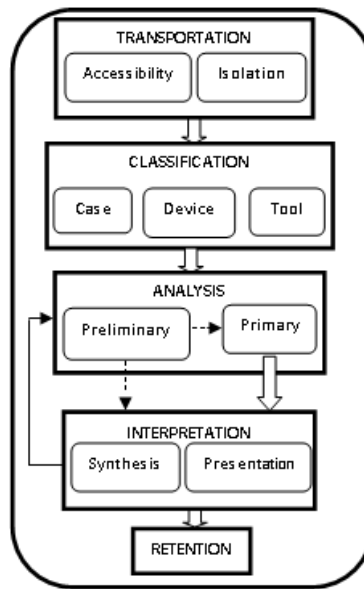 TRANSPORTATION
Accessibility Isolation
CLASSIFICATION
Case Device Tool
ANALYSIS
Preliminary Primary
INTERPRETATION
Synthesis Presentation
RETENTION